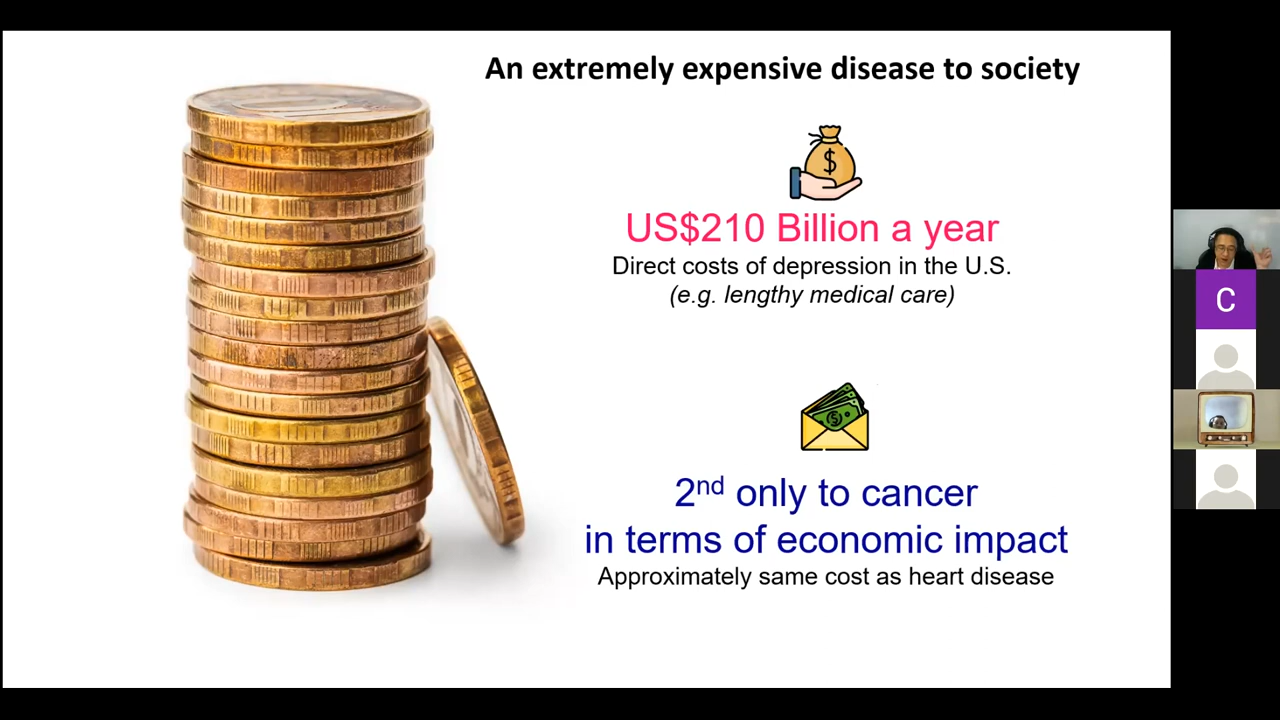 An extremely expensive disease to society
$
US$210 Billion a year
Direct costs of depression in the U.S.
(e.g. lengthy medical care)
$
2nd only to cancer
in terms of economic impact
Approximately same cost as heart disease
C